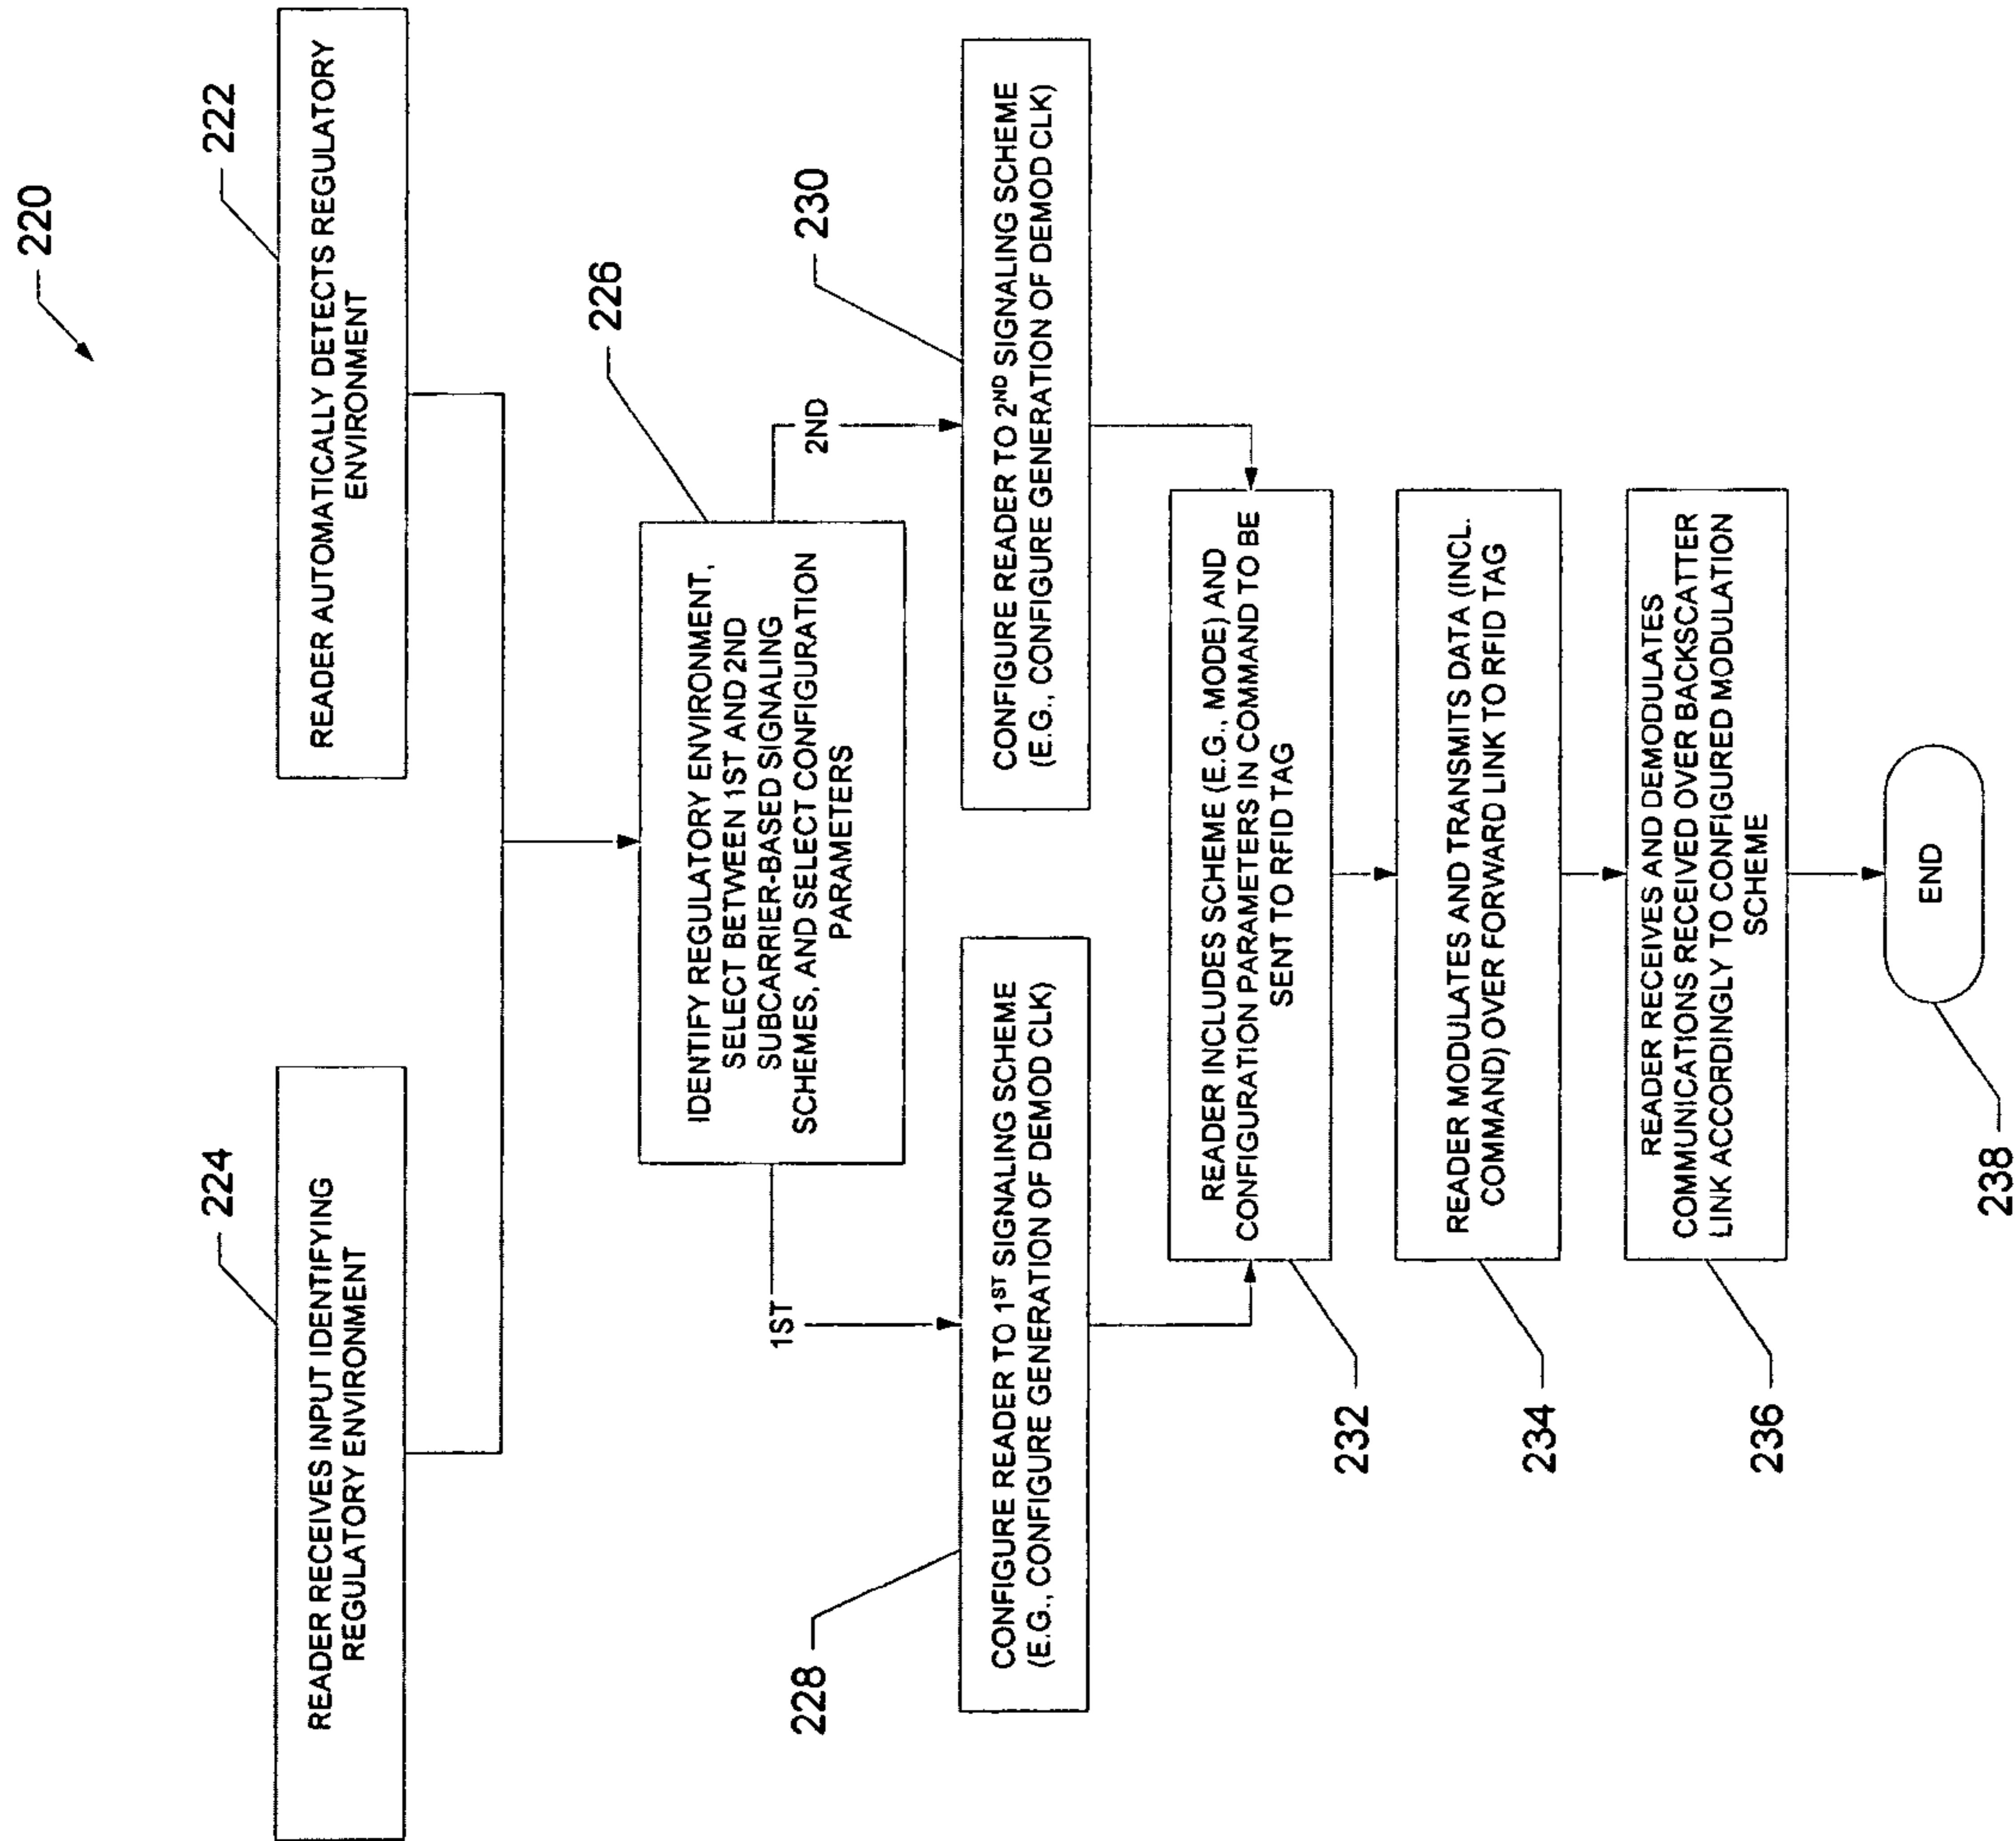 220
222
READER AUTOMATICALLY DETECTS REGULATORY
ENVIRONMENT
224
READER RECEIVES INPUT IDENTIFYING
REGULATORY ENVIRONMENT
226
IDENTIFY REGULATORY ENVIRONMENT,
SELECT BETWEEN 1ST AND 2ND
SUBCARRIER-BASED SIGNALING
SCHEMES, AND SELECT CONFIGURATION
PARAMETERS
1ST
2ND
228
CONFIGURE READER TO 1ST SIGNALING SCHEME
(E.G., CONFIGURE GENERATION OF DEMOD CLK)
230
CONFIGURE READER TO 2ND SIGNALING SCHEME
(E.G., CONFIGURE GENERATION OF DEMOD CLK)
READER INCLUDES SCHEME (E.G., MODE) AND
CONFIGURATION PARAMETERS IN COMMAND TO BE
SENT TO RFID TAG
232
READER MODULATES AND TRANSMITS DATA (INCL.
COMMAND) OVER FORWARD LINK TO RFID TAG
234
READER RECEIVES AND DEMODULATES
COMMUNICATIONS RECEIVED OVER BACKSCATTER
LINK ACCORDINGLY TO CONFIGURED MODULATION
SCHEME
236
END
238